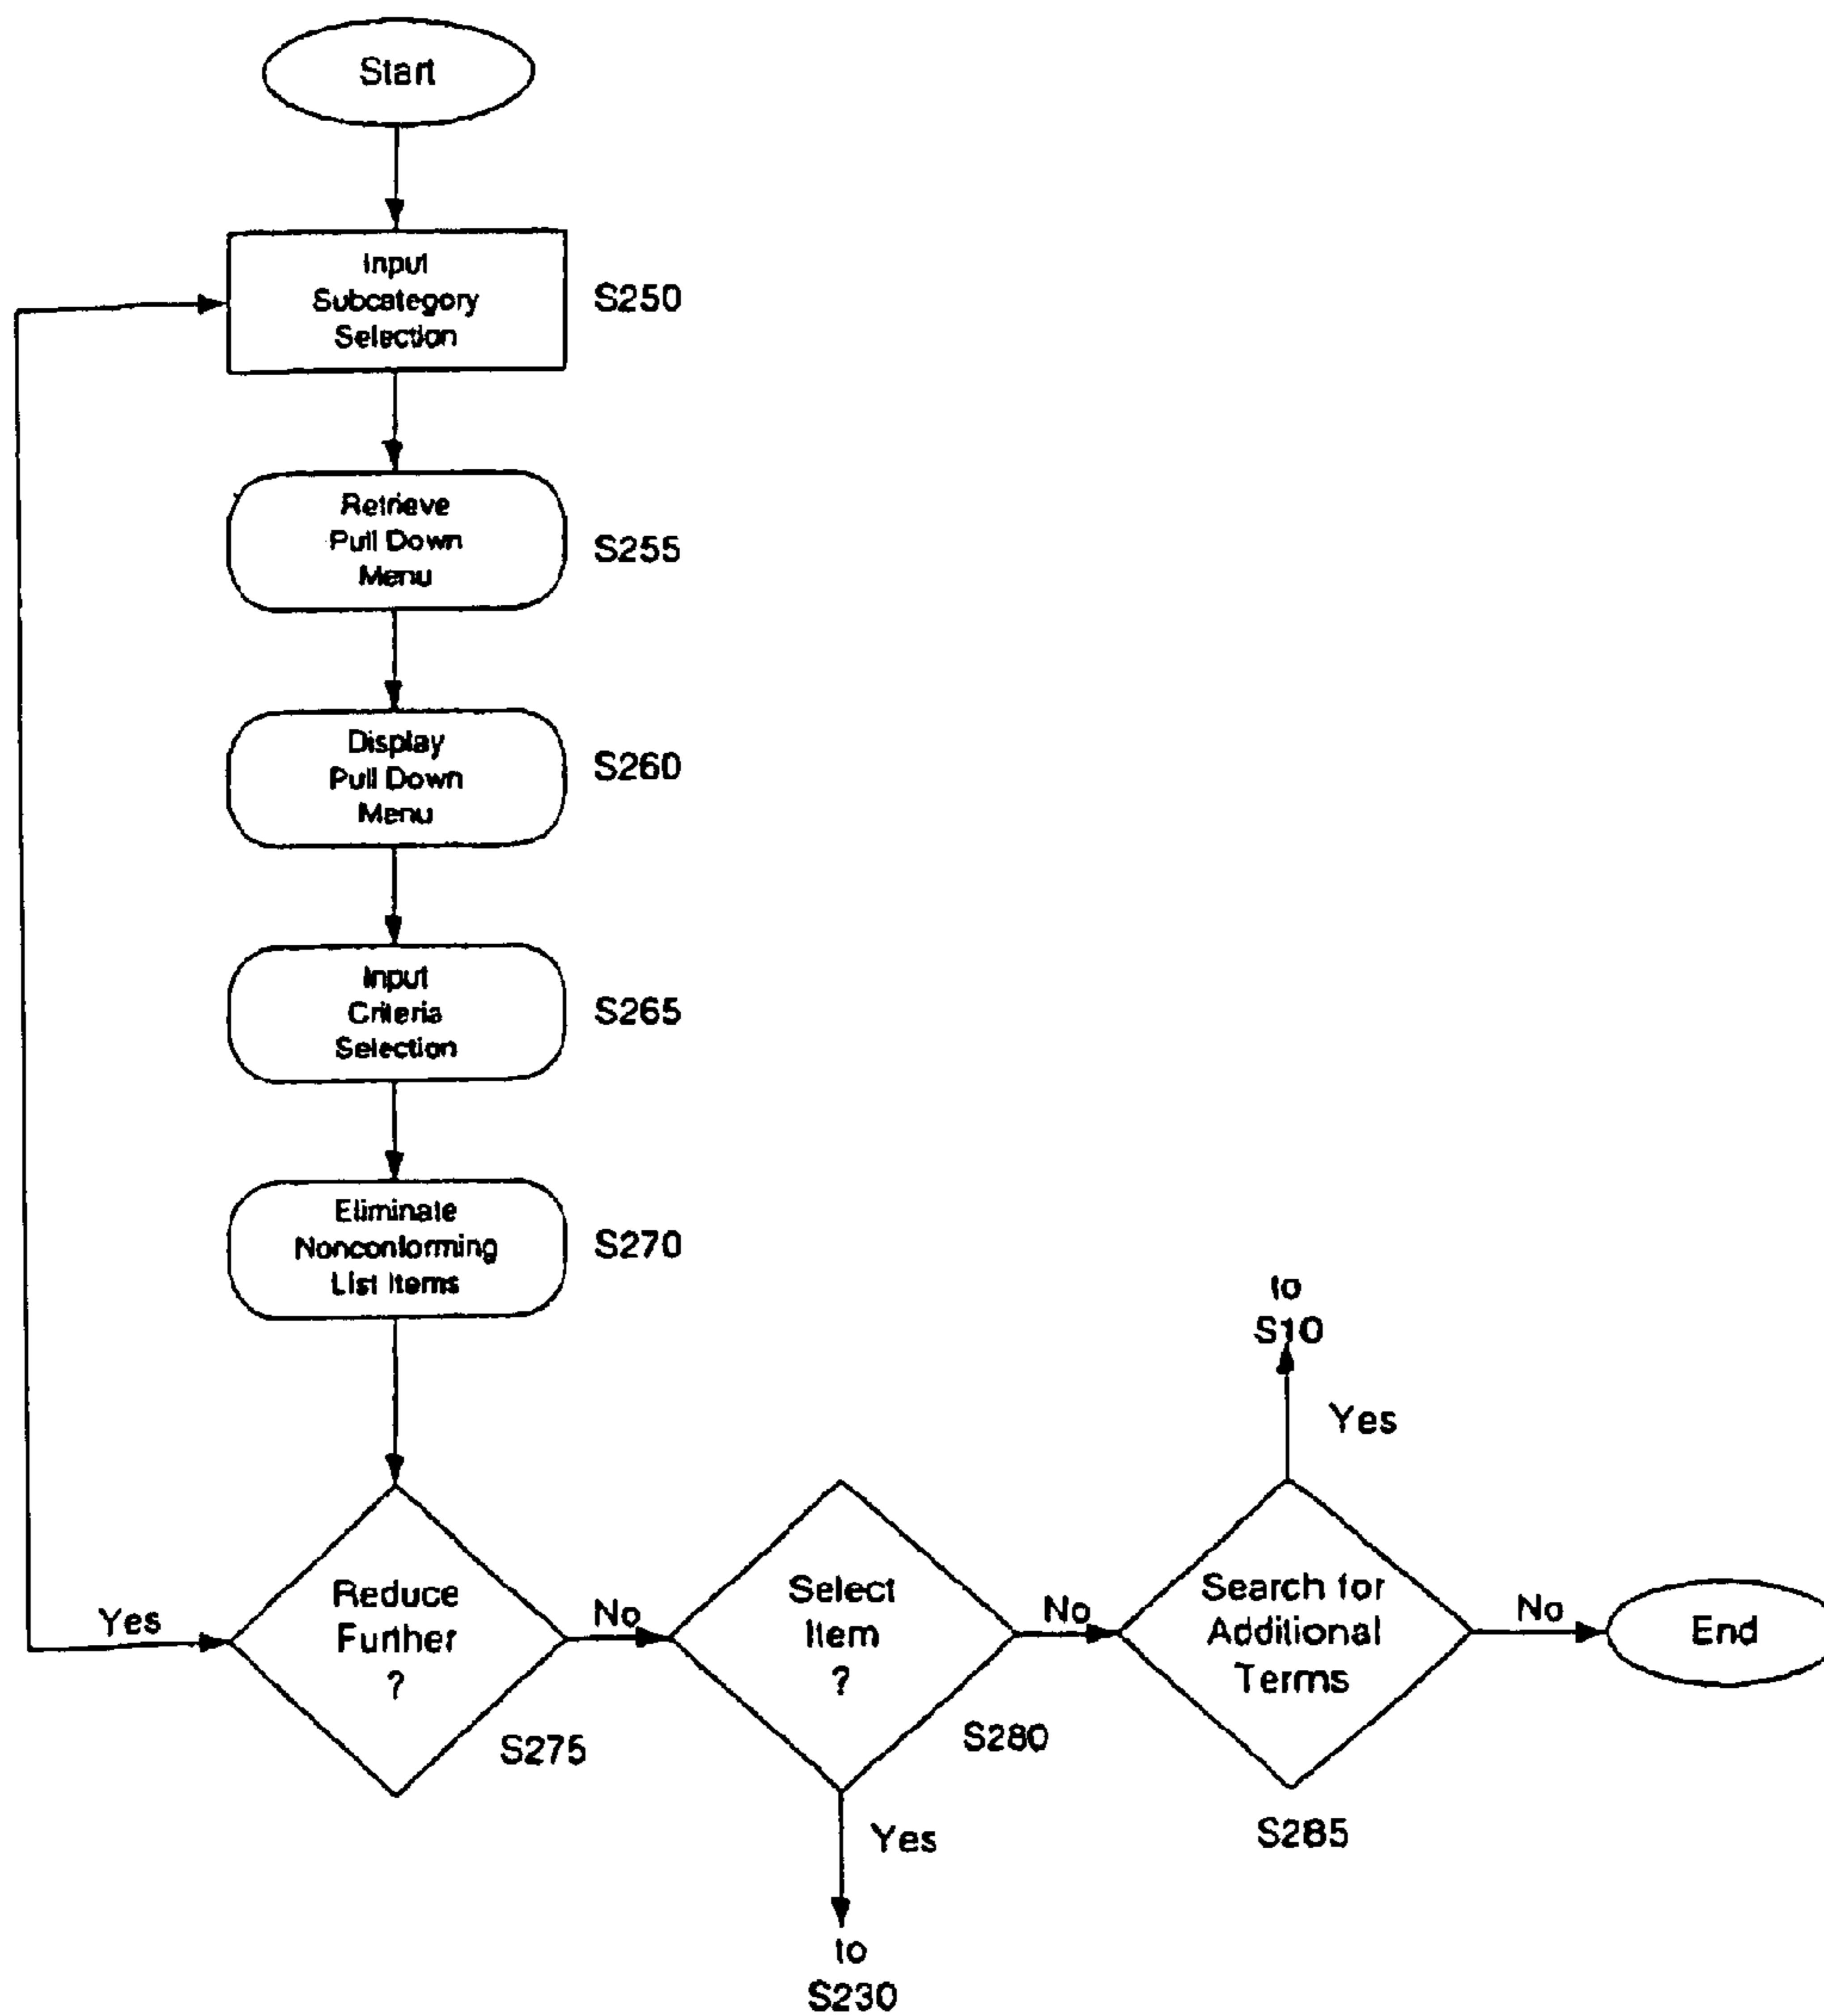 Start
Input
Subcategory
Selection
S250
Retrieve
Pull Down
Menu
S255
Display
Pull Down
Menu
S260
Input
Criteria
Selection
S265
Eliminate
Nonconforming
List Items
S270
to
S10
Yes
Reduce
Further
?
Yes
No
S275
Select
Item
?
No
S280
Yes
to
S230
Search for
Additional
Terms
No
S285
End